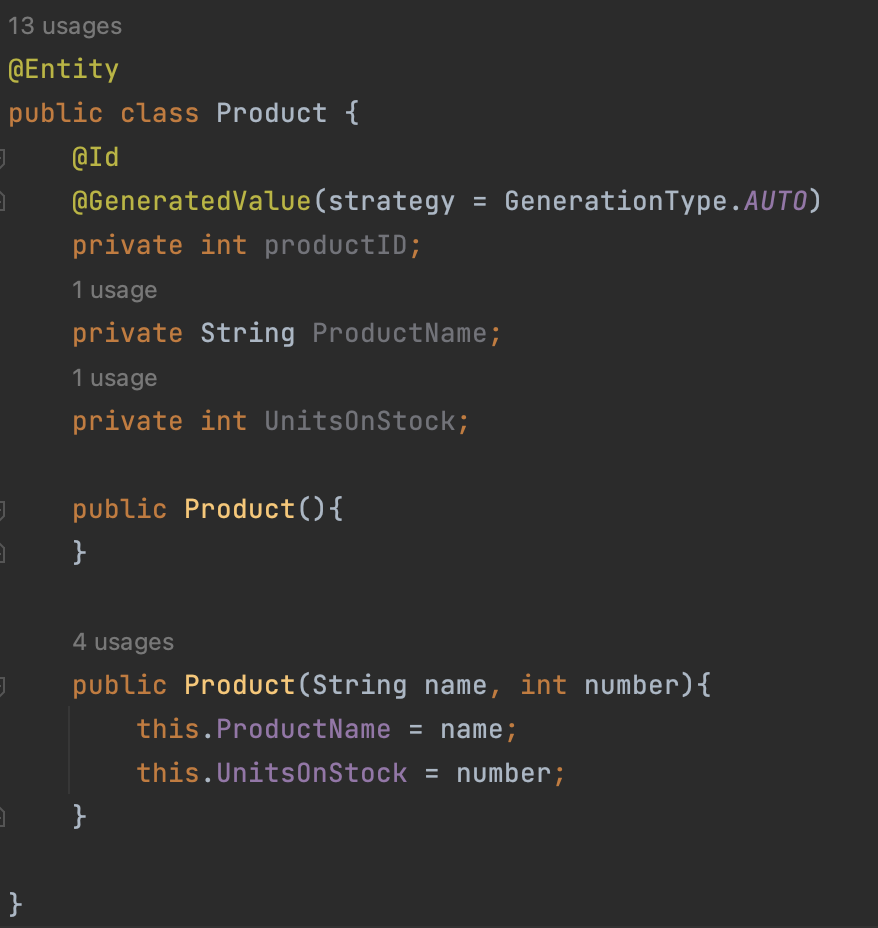 13 usages
@Entity
public class Product {
    @Id
    @GeneratedValue(strategy = GenerationType.AUTO)
    private int productID;
    1 usage
    private String ProductName;
    1 usage
    private int UnitsOnStock;

    public Product(){
    }

    4 usages
    public Product(String name, int number){
        this.ProductName = name;
        this.UnitsOnStock = number;
    }

}